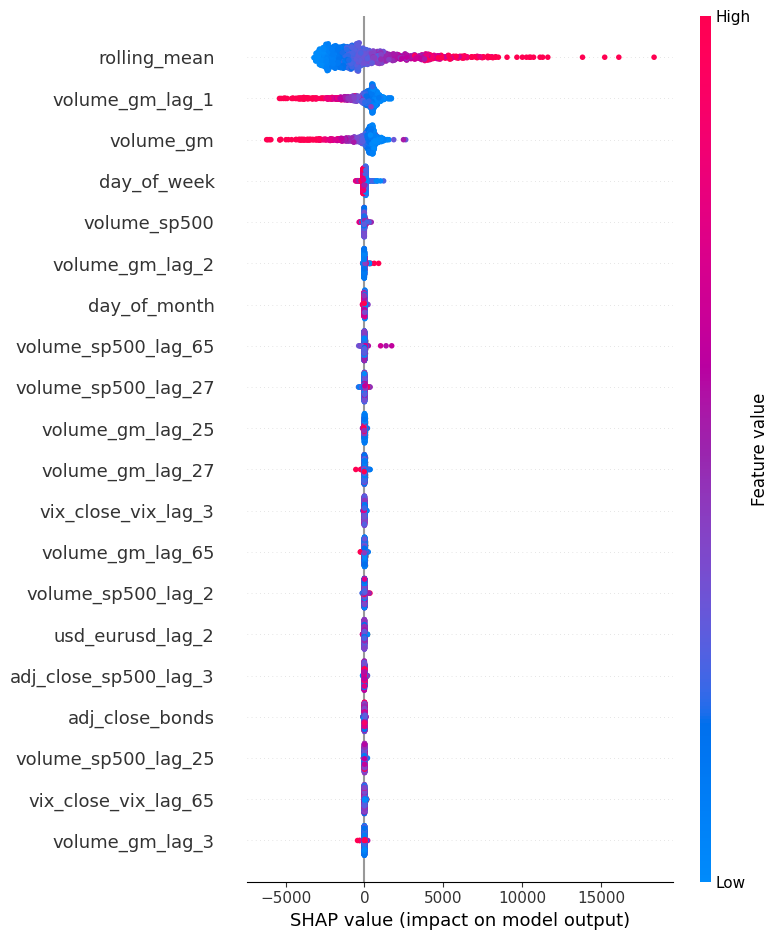 High
rolling_mean
volume_gm_lag_1
volume_gm
day_of_week
volume_sp500
volume_gm_lag_2
day_of_month
volume_sp500_lag_65
volume_sp500_lag_27
volume_gm_lag_25
volume_gm_lag_27
vix_close_vix_lag_3
volume_gm_lag_65
volume_sp500_lag_2
usd_eurusd_lag_2
adj_close_sp500_lag_3
adj_close_bonds
volume_sp500_lag_25
vix_close_vix_lag_65
volume_gm_lag_3
Feature value
Low
−5000 0 5000 10000 15000
SHAP value (impact on model output)